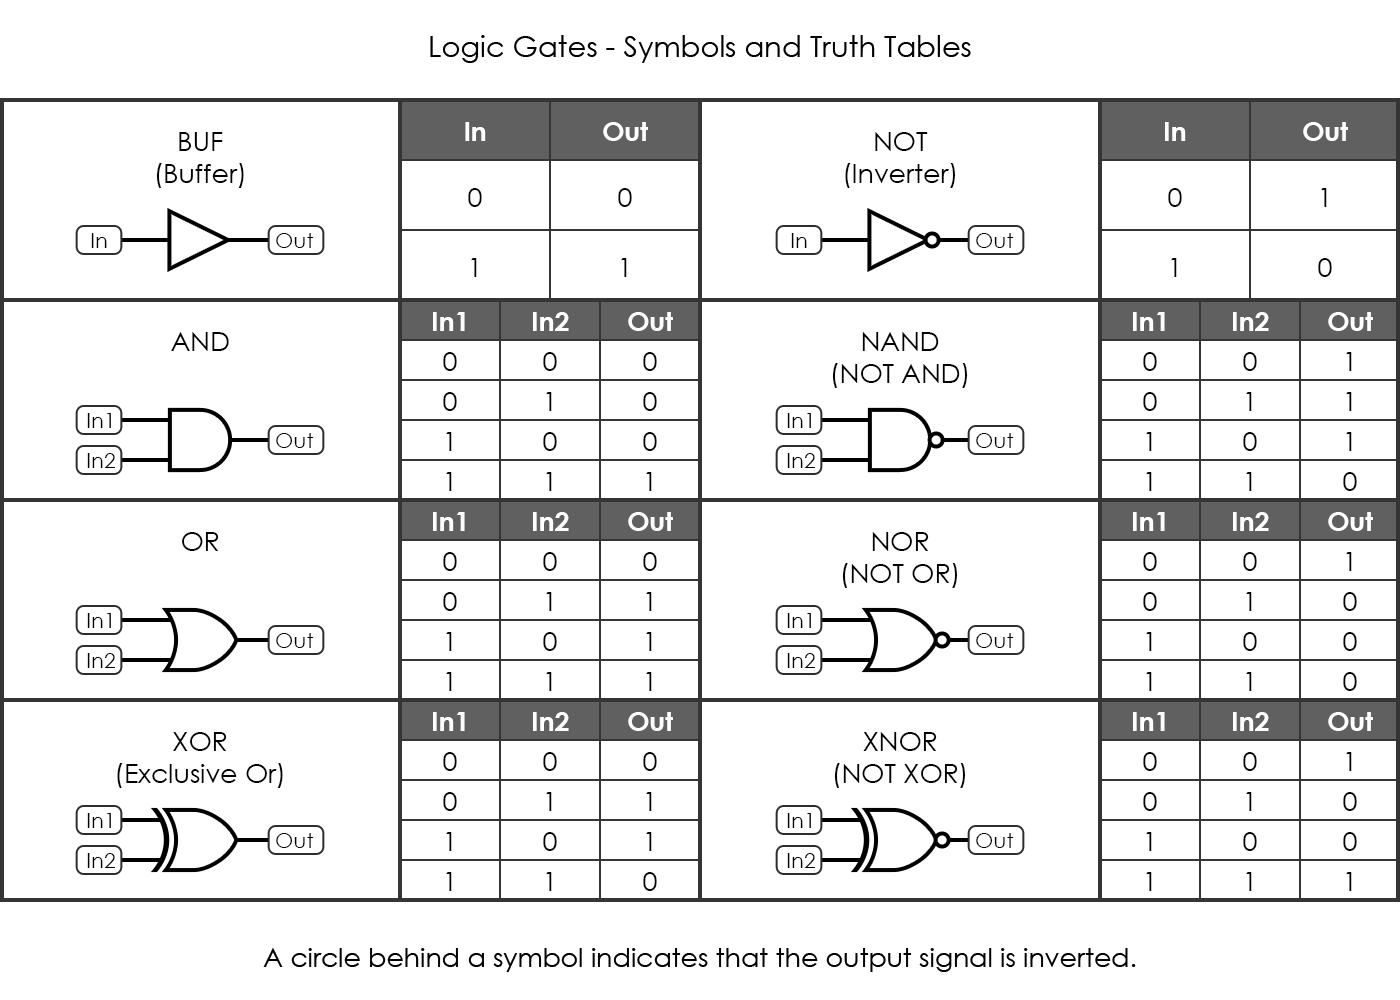 Logic Gates - Symbols and Truth Tables
BUF
(Buffer)
In Out
In Out
0 0
1 1
NOT
(Inverter)
In Out
In Out
0 1
1 0
AND
In1
In2
Out
In1 In2 Out
0 0 0
0 1 0
1 0 0
1 1 1
NAND
(NOT AND)
In1
In2
Out
In1 In2 Out
0 0 1
0 1 1
1 0 1
1 1 0
OR
In1
In2
Out
In1 In2 Out
0 0 0
0 1 1
1 0 1
1 1 1
NOR
(NOT OR)
In1
In2
Out
In1 In2 Out
0 0 1
0 1 0
1 0 0
1 1 0
XOR
(Exclusive Or)
In1
In2
Out
In1 In2 Out
0 0 0
0 1 1
1 0 1
1 1 0
XNOR
(NOT XOR)
In1
In2
Out
In1 In2 Out
0 0 1
0 1 0
1 0 0
1 1 1
A circle behind a symbol indicates that the output signal is inverted.